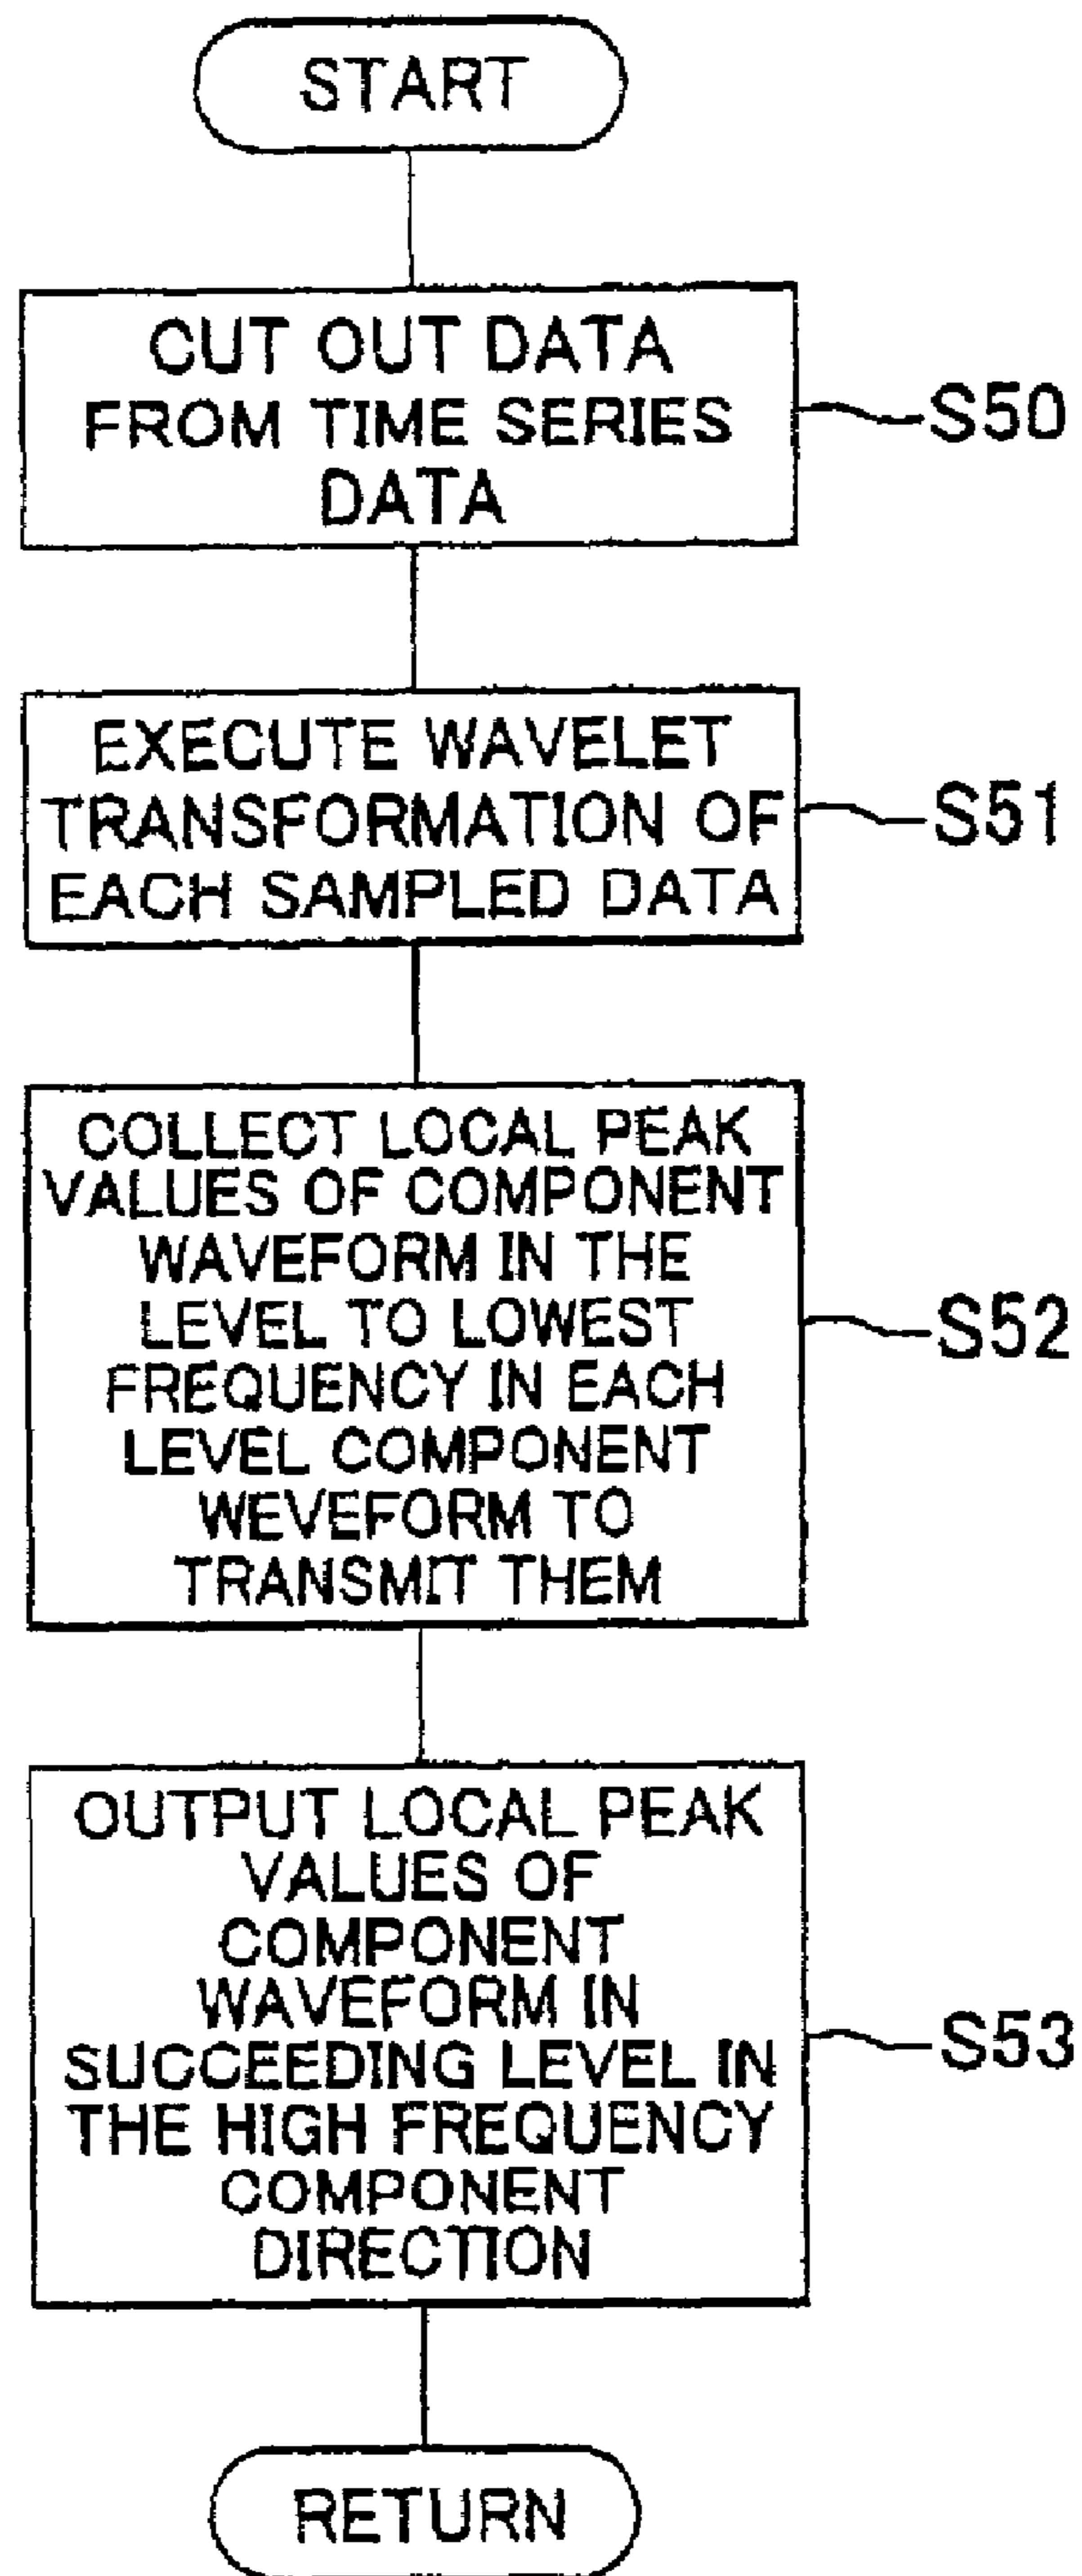 START
CUT OUT DATA
FROM TIME SERIES
DATA
S50
EXECUTE WAVELET
TRANSFORMATION OF
EACH SAMPLED DATA
S51
COLLECT LOCAL PEAK
VALUES OF COMPONENT
WAVEFORM IN THE
LEVEL TO LOWEST
FREQUENCY IN EACH
LEVEL COMPONENT
WEVEFORM TO
TRANSMIT THEM
S52
OUTPUT LOCAL PEAK
VALUES OF
COMPONENT
WAVEFORM IN
SUCCEEDING LEVEL IN
THE HIGH FREQUENCY
COMPONENT
DIRECTION
S53
RETURN